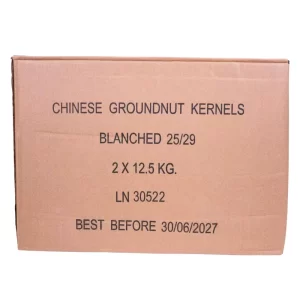 CHINESE GROUNDNUT KERNELS
BLANCHED 25/29
2 X 12.5 KG.
LN 30522
BEST BEFORE 30/06/2027